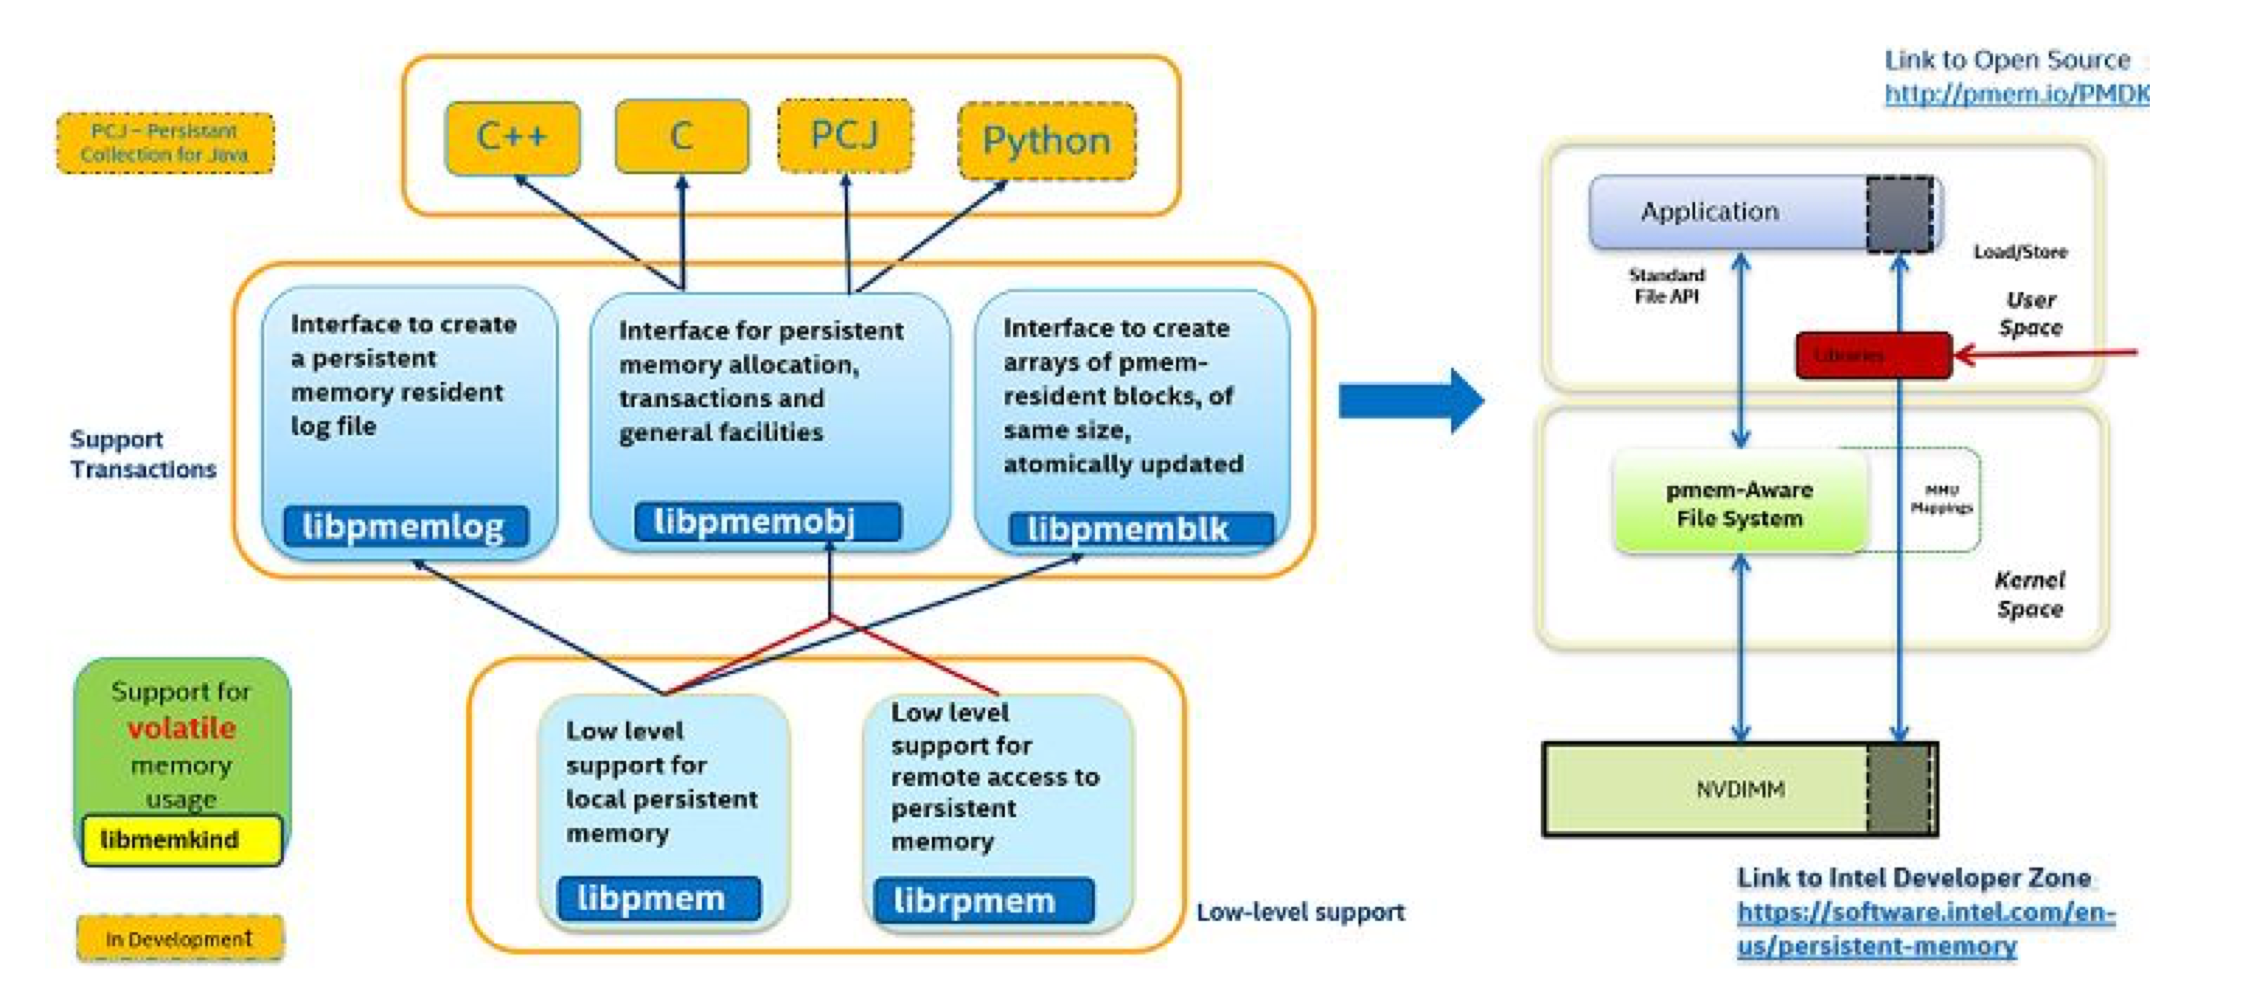 Link to Open Source
http://pmem.io/PMDK
PCJ – Persistant
Collection for Java
C++
C
PCJ
Python
Interface to create
a persistent
memory resident
log file
libpmemlog
Interface for persistent
memory allocation,
transactions and
general facilities
libpmemobj
Interface to create
arrays of pmem-
resident blocks, of
same size,
atomically updated
libpmemblk
Support
Transactions
Support for
volatile
memory
usage
libmemkind
In Development
Low level
support for
local persistent
memory
libpmem
Low level
support for
remote access to
persistent
memory
librpmem
Low-level support
Application
Standard
File API
Load/Store
User
Space
Libraries
pmem-Aware
File System
MMU
Mappings
Kernel
Space
NVDIMM
Link to Intel Developer Zone
https://software.intel.com/en-
us/persistent-memory